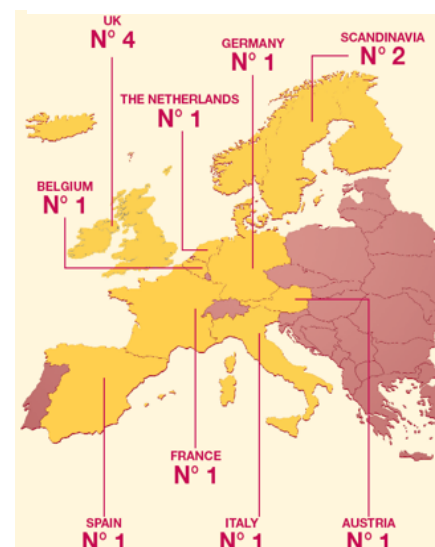 UK
N° 4
GERMANY
N° 1
SCANDINAVIA
N° 2
THE NETHERLANDS
N° 1
BELGIUM
N° 1
FRANCE
N° 1
SPAIN
N° 1
ITALY
N° 1
AUSTRIA
N° 1